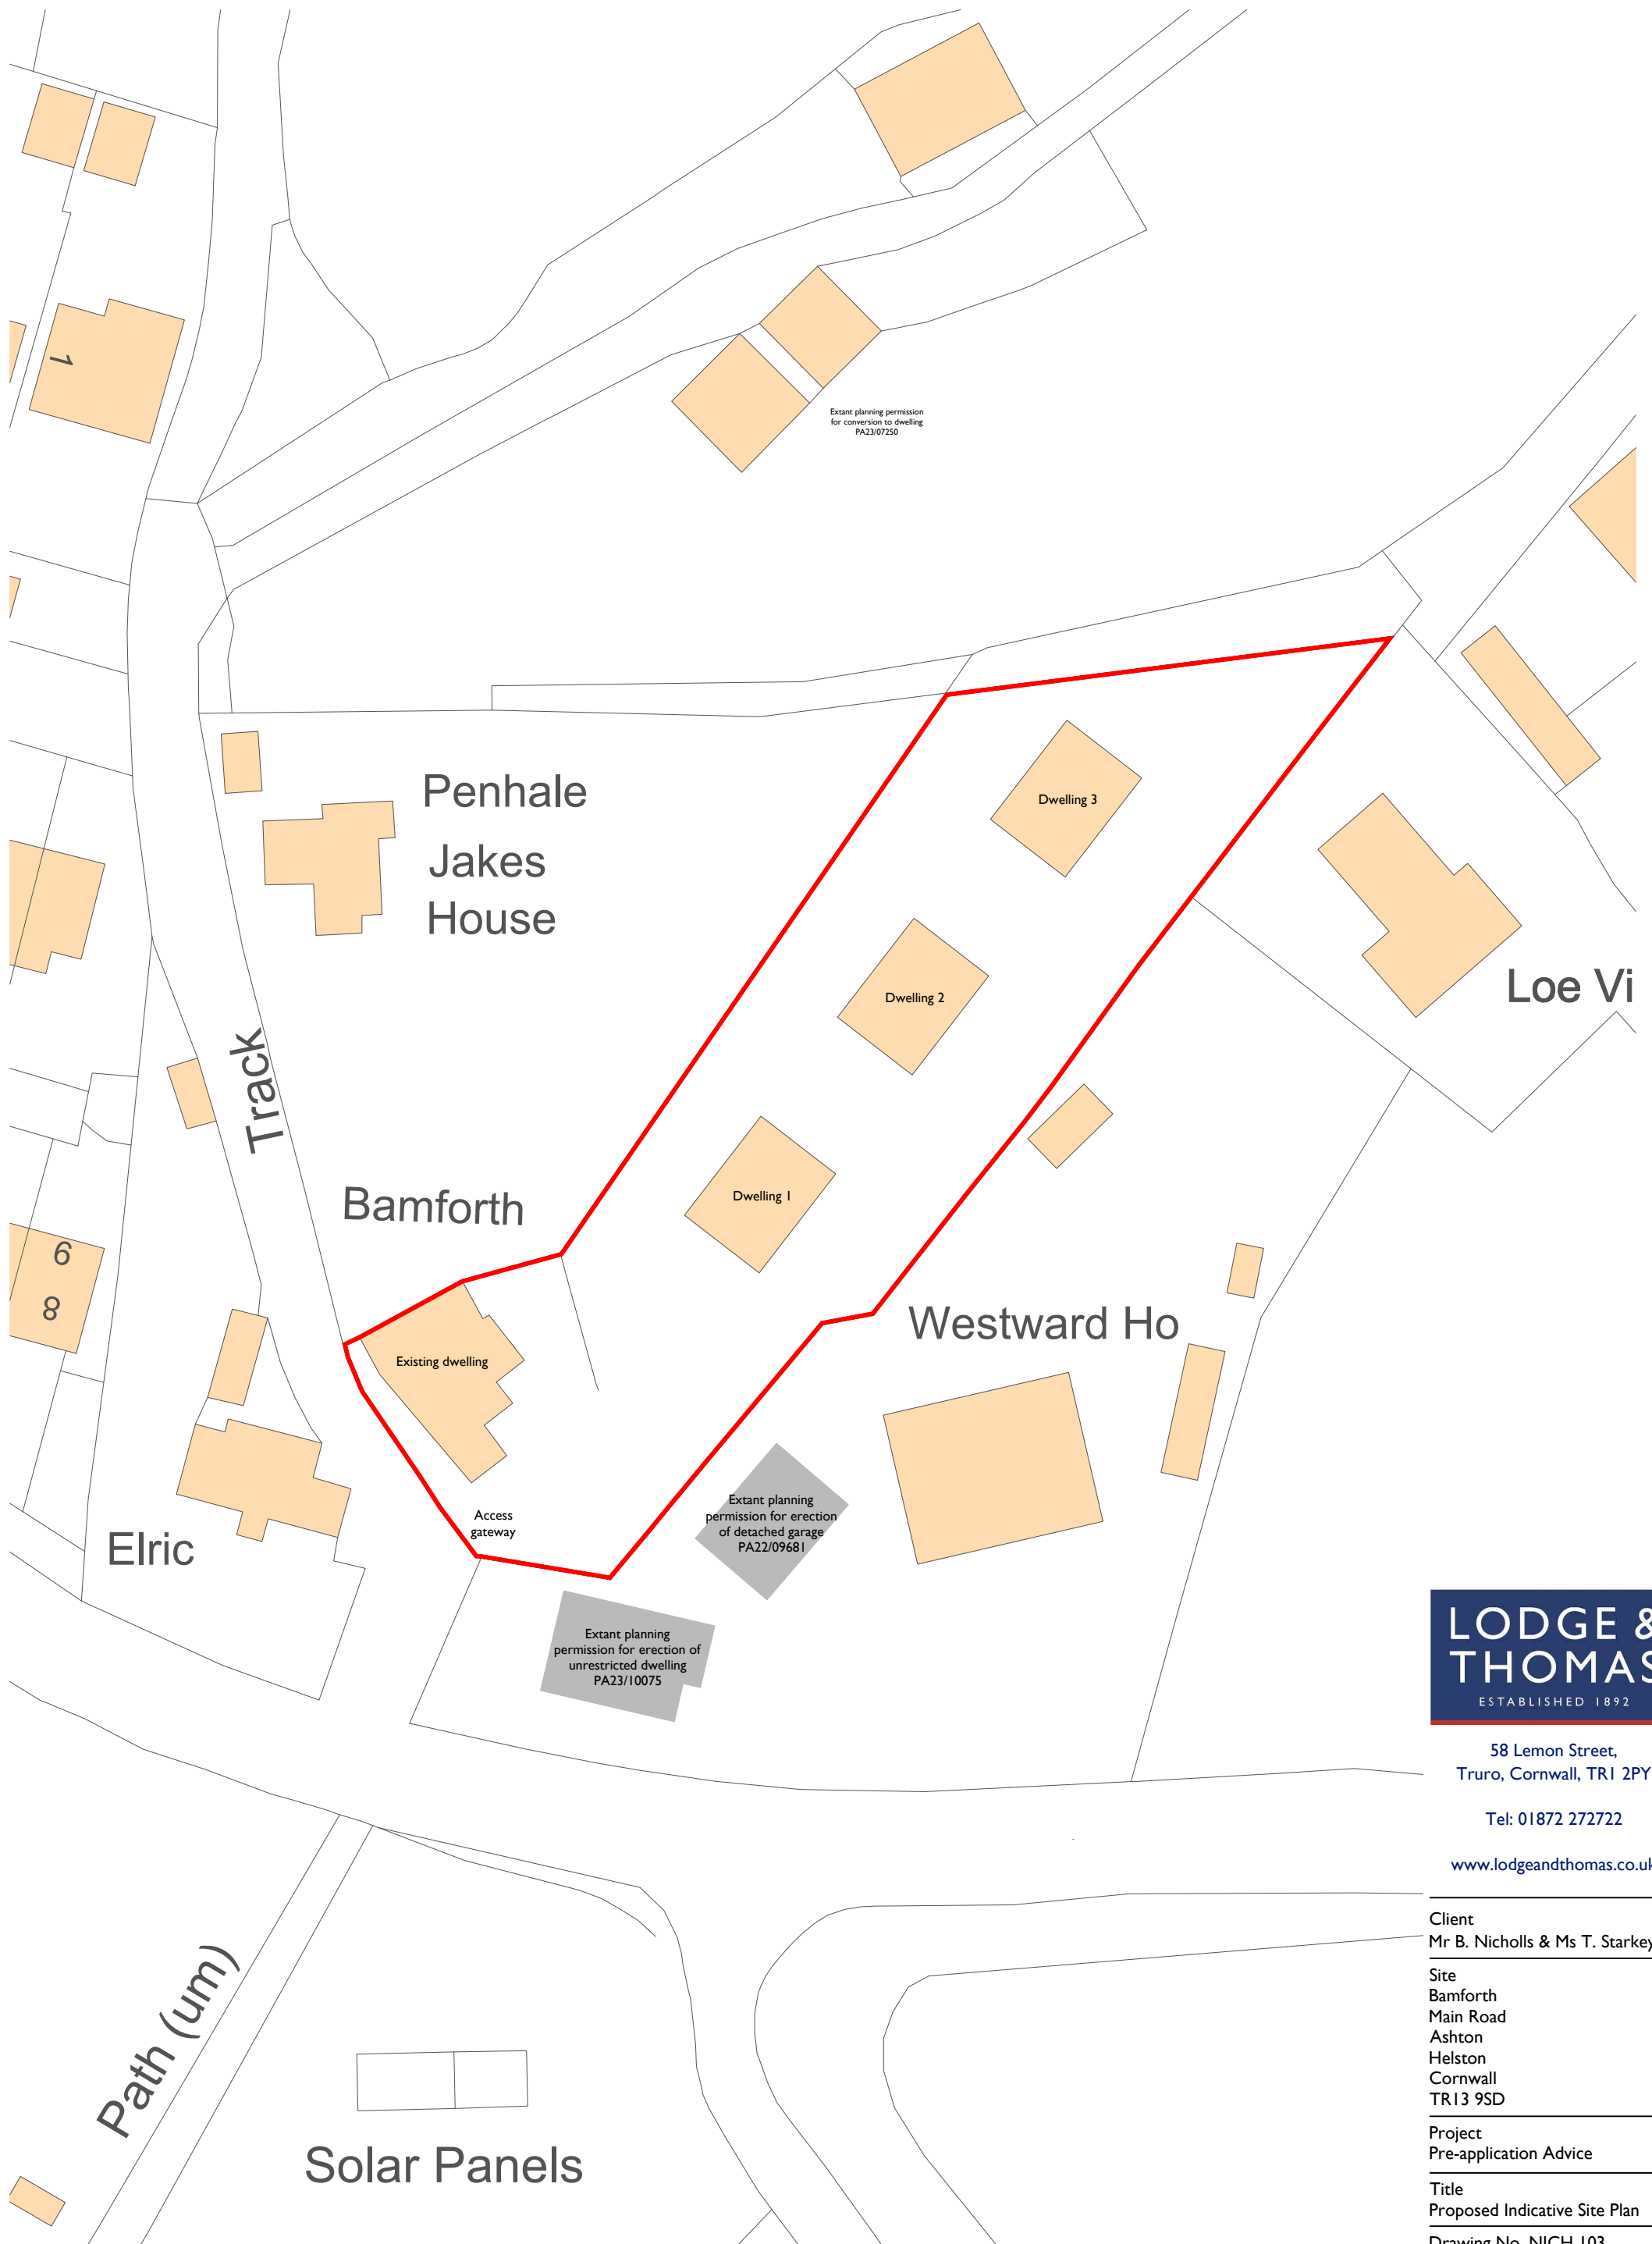 1
Extant planning permission
for conversion to dwelling
PA23/07250
Penhale
Jakes
House
Dwelling 3
Dwelling 2
Loe Vi
Track
Dwelling 1
Bamforth
6
8
Westward Ho
Existing dwelling
Access
gateway
Extant planning
permission for erection
of detached garage
PA22/09681
Elric
Extant planning
permission for erection of
unrestricted dwelling
PA23/10075
Path (um)
Solar Panels
LODGE &
THOMAS
ESTABLISHED 1892
58 Lemon Street,
Truro, Cornwall, TR1 2PY
Tel: 01872 272722
www.lodgeandthomas.co.uk
Client
Mr B. Nicholls & Ms T. Starkey
Site
Bamforth
Main Road
Ashton
Helston
Cornwall
TR13 9SD
Project
Pre-application Advice
Title
Proposed Indicative Site Plan
Drawing No. NICH 103